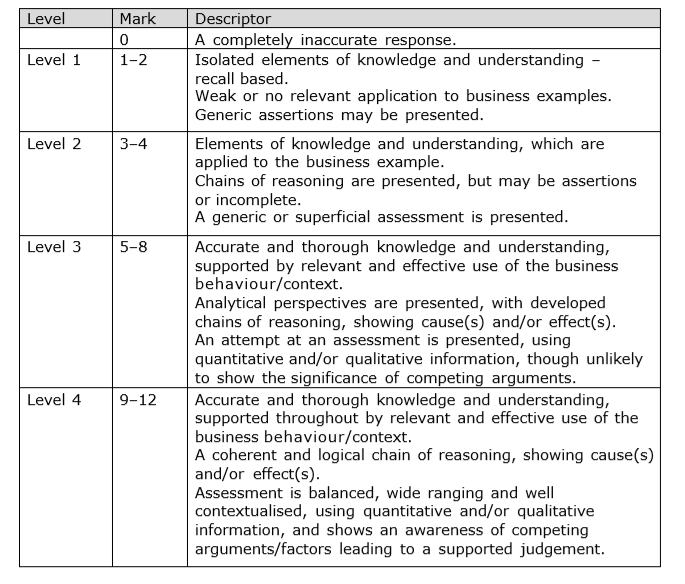 Level Mark Descriptor
0 A completely inaccurate response.
Level 1 1–2 Isolated elements of knowledge and understanding –
recall based.
Weak or no relevant application to business examples.
Generic assertions may be presented.
Level 2 3–4 Elements of knowledge and understanding, which are
applied to the business example.
Chains of reasoning are presented, but may be assertions
or incomplete.
A generic or superficial assessment is presented.
Level 3 5–8 Accurate and thorough knowledge and understanding,
supported by relevant and effective use of the business
behaviour/context.
Analytical perspectives are presented, with developed
chains of reasoning, showing cause(s) and/or effect(s).
An attempt at an assessment is presented, using
quantitative and/or qualitative information, though unlikely
to show the significance of competing arguments.
Level 4 9–12 Accurate and thorough knowledge and understanding,
supported throughout by relevant and effective use of the
business behaviour/context.
A coherent and logical chain of reasoning, showing cause(s)
and/or effect(s).
Assessment is balanced, wide ranging and well
contextualised, using quantitative and/or qualitative
information, and shows an awareness of competing
arguments/factors leading to a supported judgement.